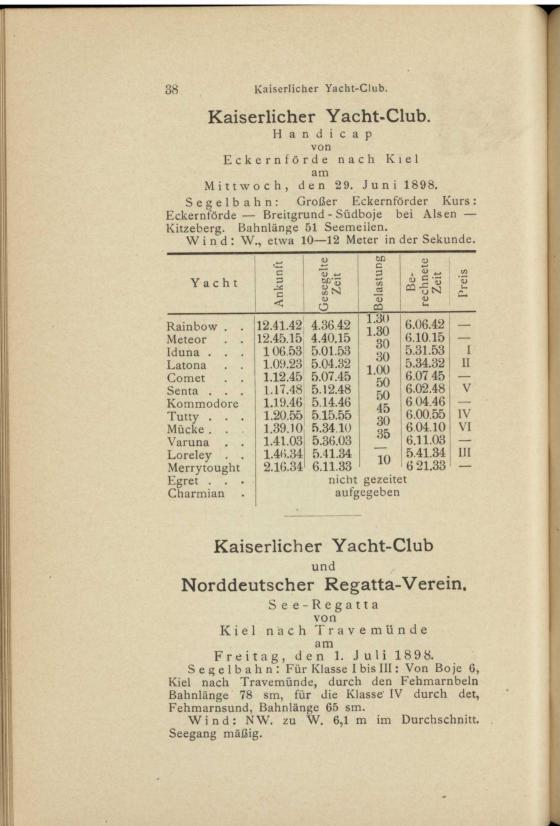 38 Kaiserlicher Yacht-Club.
Kaiserlicher Yacht-Club.
Handicap
von
Eckernförde nach Kiel
am
Mittwoch, den 29. Juni 1898.
Segelbahn: Großer Eckernförder Kurs:
Eckernförde — Breitgrund-Südboje bei Alsen —
Kitzeberg. Bahnlänge 51 Seemeilen.
Wind: W., etwa 10—12 Meter in der Sekunde.
Yacht Ankunft Gesegelte Zeit Belastung Be-rechnete Zeit Preis
Rainbow . . 12.41.42 4.36.42 1.30 6.06.42 —
Meteor . . 12.45.15 4.40.15 1.30 6.10.15 —
Iduna . . . 1 06.53 5.01.53 30 5.31.53 I
Latona . . 1.09.23 5.04.32 30 5.34.32 II
Comet . . 1.12.45 5.07.45 1.00 6.07 45 —
Senta . . . 1.17.48 5.12.48 50 6.02.48 V
Kommodore 1.19.46 5.14.46 50 6 04.46 —
Tutty . . . 1.20.55 5.15.55 45 6.00.55 IV
Mücke . . . 1.39.10 5.34.10 30 6.04.10 VI
Varuna . . 1.41.03 5.36.03 35 6.11.03 —
Loreley . . 1.46.34 5.41.34 — 5.41.34 III
Merrytought 2.16.34 6.11.33 10 6 21.33 —
Egret . . . nicht gezeitet
Charmian . aufgegeben
Kaiserlicher Yacht-Club
und
Norddeutscher Regatta-Verein.
See-Regatta
von
Kiel nach Travemünde
am
Freitag, den 1. Juli 1898.
Segelbahn: Für Klasse I bis III: Von Boje 6,
Kiel nach Travemünde, durch den Fehmarnbeln
Bahnlänge 78 sm, für die Klasse IV durch det,
Fehmarnsund, Bahnlänge 65 sm.
Wind: NW. zu W. 6,1 m im Durchschnitt.
Seegang mäßig.